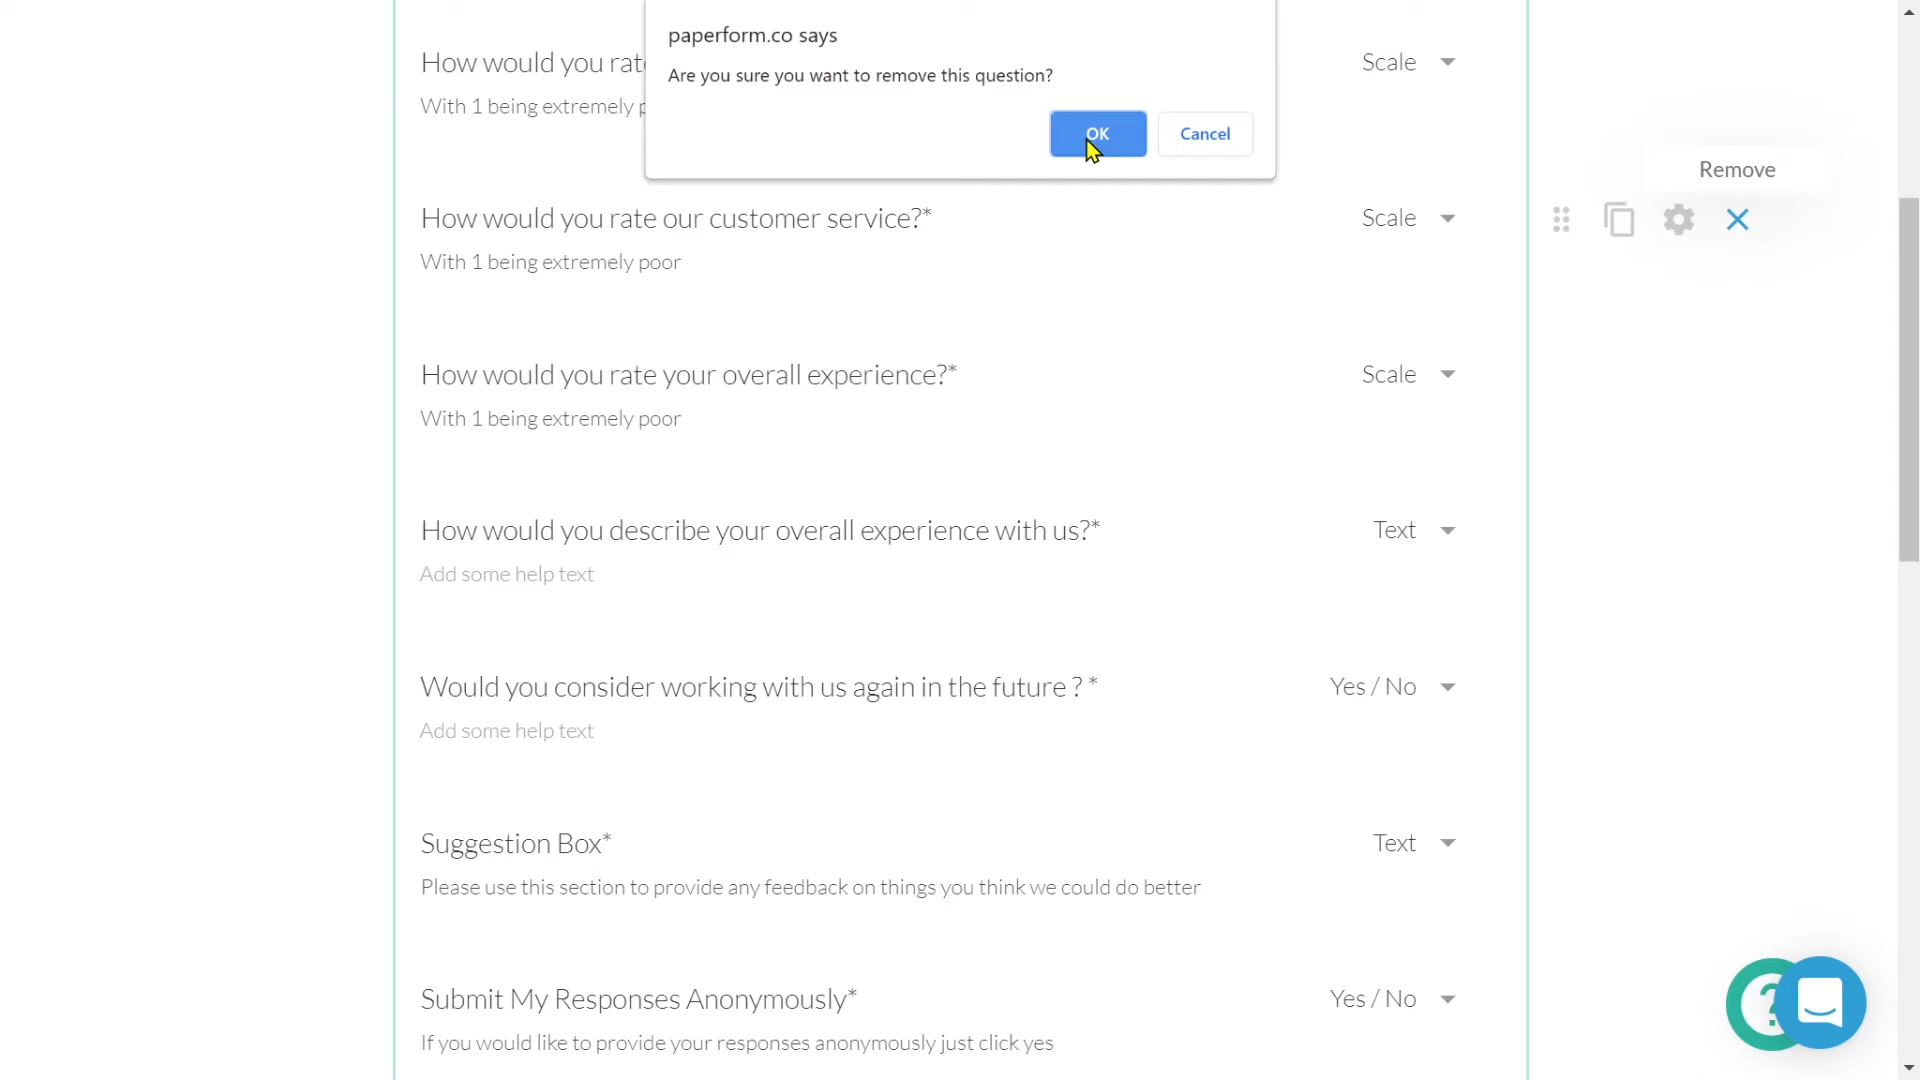 paperform.co says
Are you sure you want to remove this question?
OK
Cancel
How would you
Scale
With 1 being extremely
Remove
How would you rate our customer service?*
Scale
With 1 being extremely poor
How would you rate your overall experience?*
Scale
With 1 being extremely poor
How would you describe your overall experience with us?*
Text
Add some help text
Would you consider working with us again in the future ? *
Yes / No
Add some help text
Suggestion Box*
Text
Please use this section to provide any feedback on things you think we could do better
Submit My Responses Anonymously*
Yes / No
If you would like to provide your responses anonymously just click yes
?